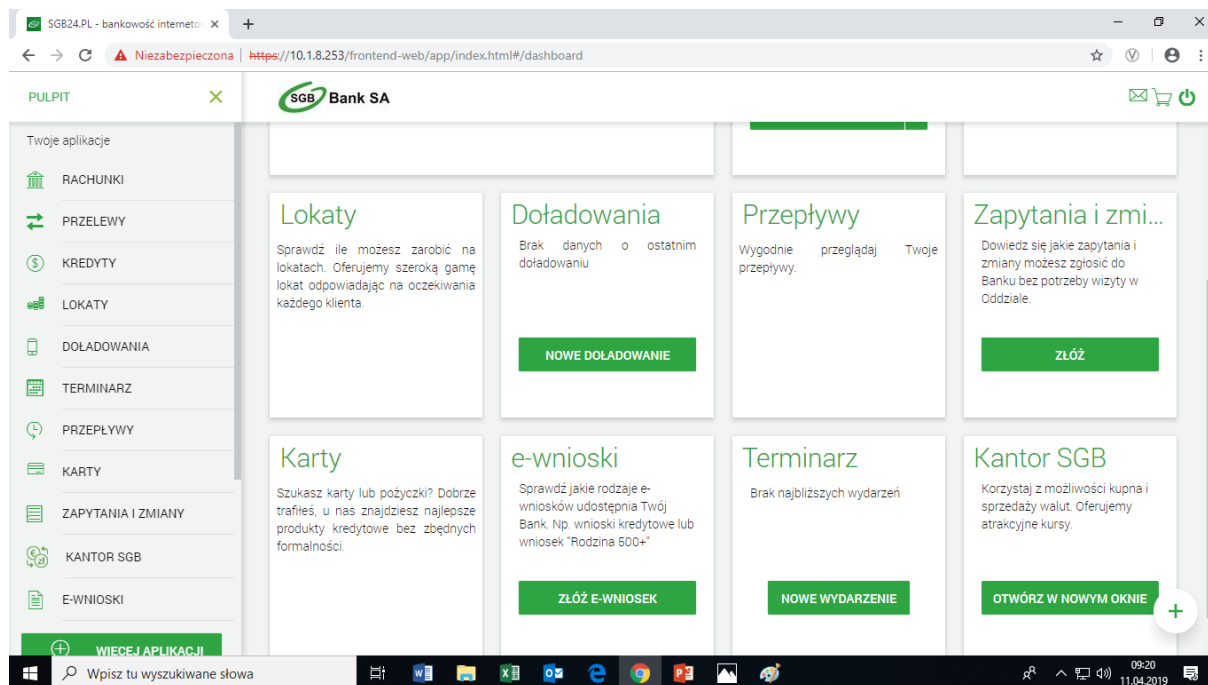 SGB24.PL - bankowość interneto
Niezabezpieczona | https://10.1.8.253/frontend-web/app/index.html#/dashboard
PULPIT
SGB Bank SA
Twoje aplikacje
RACHUNKI
PRZELEWY
KREDYTY
LOKATY
DOŁADOWANIA
TERMINARZ
PRZEPŁYWY
KARTY
ZAPYTANIA I ZMIANY
KANTOR SGB
E-WNIOSKI
WIĘCEJ APLIKACJI
Lokaty
Sprawdź ile możesz zarobić na
lokatach. Oferujemy szeroką gamę
lokat odpowiadając na oczekiwania
każdego klienta.
Doładowania
Brak danych o ostatnim
doładowaniu
NOWE DOŁADOWANIE
Przepływy
Wygodnie przeglądaj Twoje
przepływy.
Zapytania i zmi...
Dowiedz się jakie zapytania i
zmiany możesz zgłosić do
Banku bez potrzeby wizyty w
Oddziale.
ZŁÓŻ
Karty
Szukasz karty lub pożyczki? Dobrze
trafiłeś, u nas znajdziesz najlepsze
produkty kredytowe bez zbędnych
formalności.
e-wnioski
Sprawdź jakie rodzaje e-
wniosków udostępnia Twój
Bank. Np. wnioski kredytowe lub
wniosek "Rodzina 500+"
ZŁÓŻ E-WNIOSEK
Terminarz
Brak najbliższych wydarzeń
NOWE WYDARZENIE
Kantor SGB
Korzystaj z możliwości kupna i
sprzedaży walut. Oferujemy
atrakcyjne kursy.
OTWÓRZ W NOWYM OKNIE
Wpisz tu wyszukiwane słowa
09:20
11.04.2019